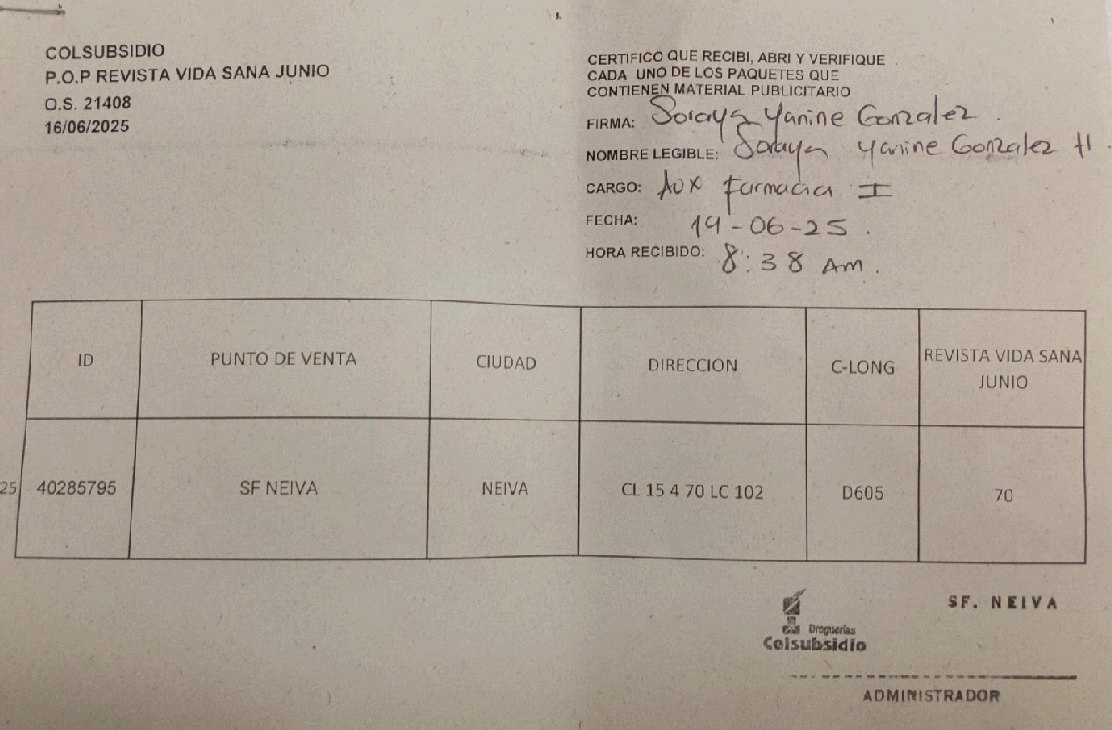 COLSUBSIDIO
P.O.P REVISTA VIDA SANA JUNIO
O.S. 21408
16/06/2025
CERTIFICO QUE RECIBI, ABRI Y VERIFIQUE
CADA UNO DE LOS PAQUETES QUE
CONTIENEN MATERIAL PUBLICITARIO
FIRMA: Soraya Yanine Gonzalez.
NOMBRE LEGIBLE: Soraya Yanine Gonzalez H.
CARGO: Aux farmacia I
FECHA: 19-06-25.
HORA RECIBIDO: 8:38 Am.
ID PUNTO DE VENTA CIUDAD DIRECCION C-LONG REVISTA VIDA SANA
JUNIO
25 40285795 SF NEIVA NEIVA CL 15 4 70 LC 102 D605 70
SF. NEIVA
Droguerías
Colsubsidio
ADMINISTRADOR